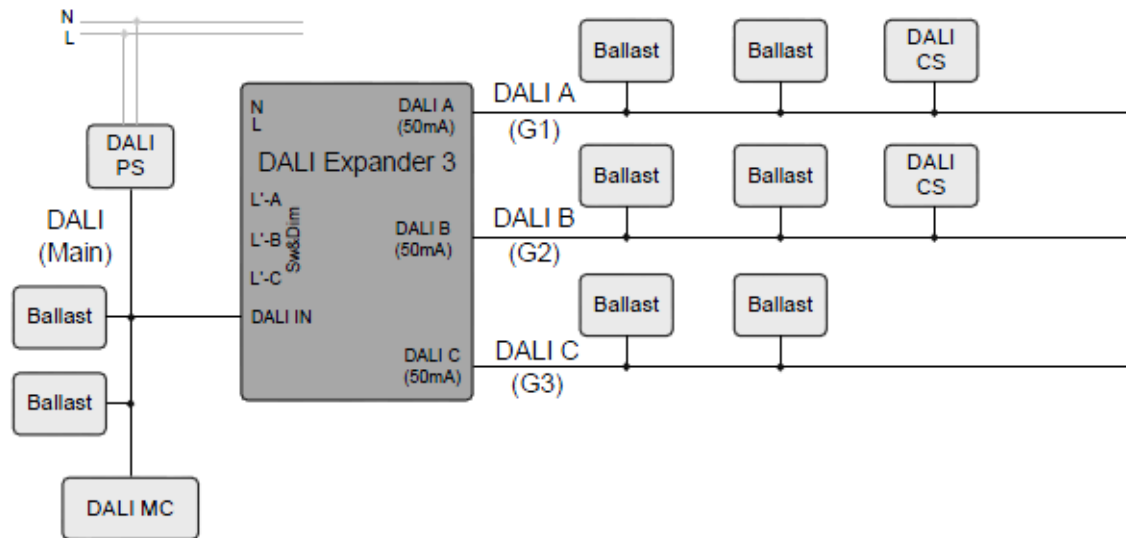 N
L
DALI
PS
DALI
(Main)
Ballast
Ballast
DALI MC
N
L
DALI A
(50mA)
DALI Expander 3
L'-A
L'-B
L'-C
Sw&Dim
DALI B
(50mA)
DALI IN
DALI C
(50mA)
DALI A
(G1)
Ballast
Ballast
DALI
CS
DALI B
(G2)
Ballast
Ballast
DALI
CS
DALI C
(G3)
Ballast
Ballast